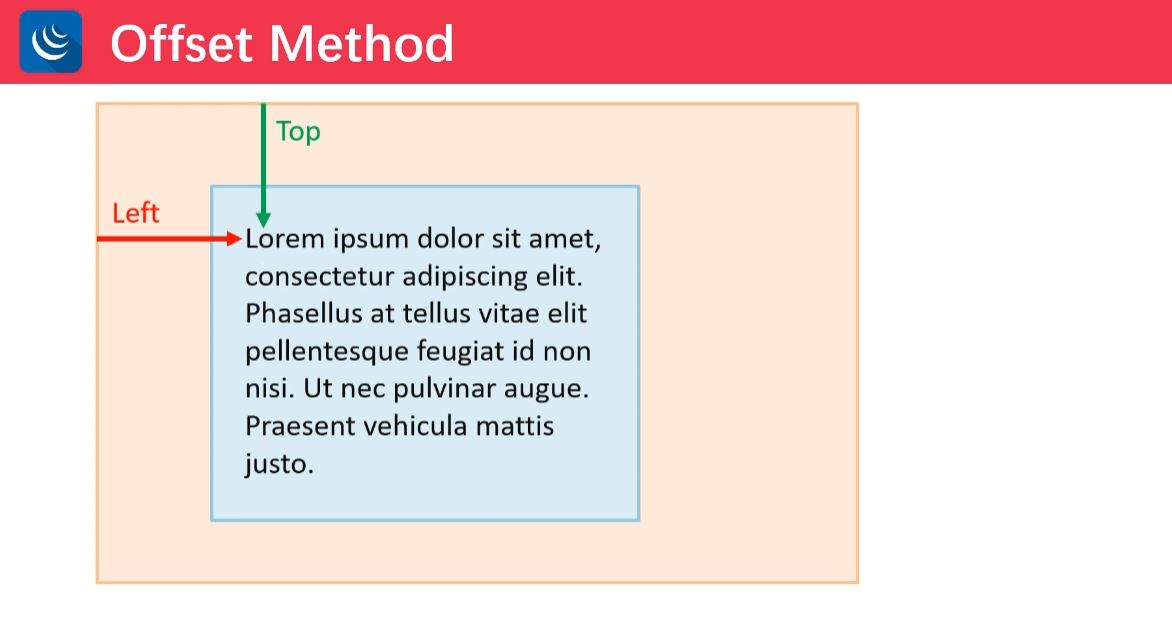 Offset Method
Top
Left
Lorem ipsum dolor sit amet,
consectetur adipiscing elit.
Phasellus at tellus vitae elit
pellentesque feugiat id non
nisi. Ut nec pulvinar augue.
Praesent vehicula mattis
justo.